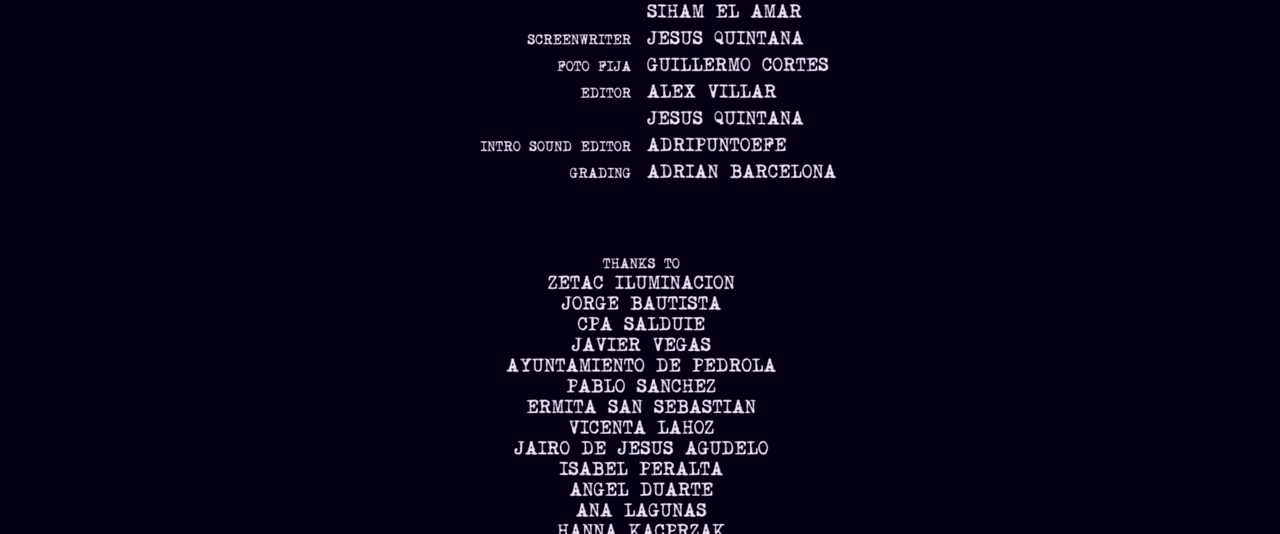 SIHAM EL AMAR
SCREENWRITER JESUS QUINTANA
FOTO FIJA GUILLERMO CORTES
EDITOR ALEX VILLAR
JESUS QUINTANA
INTRO SOUND EDITOR ADRIPUNTOEFE
GRADING ADRIAN BARCELONA
THANKS TO
ZETAC ILUMINACION
JORGE BAUTISTA
CPA SALDUIE
JAVIER VEGAS
AYUNTAMIENTO DE PEDROLA
PABLO SANCHEZ
ERMITA SAN SEBASTIAN
VICENTA LAHOZ
JAIRO DE JESUS AGUDELO
ISABEL PERALTA
ANGEL DUARTE
ANA LAGUNAS
HANNA KACPRZAK